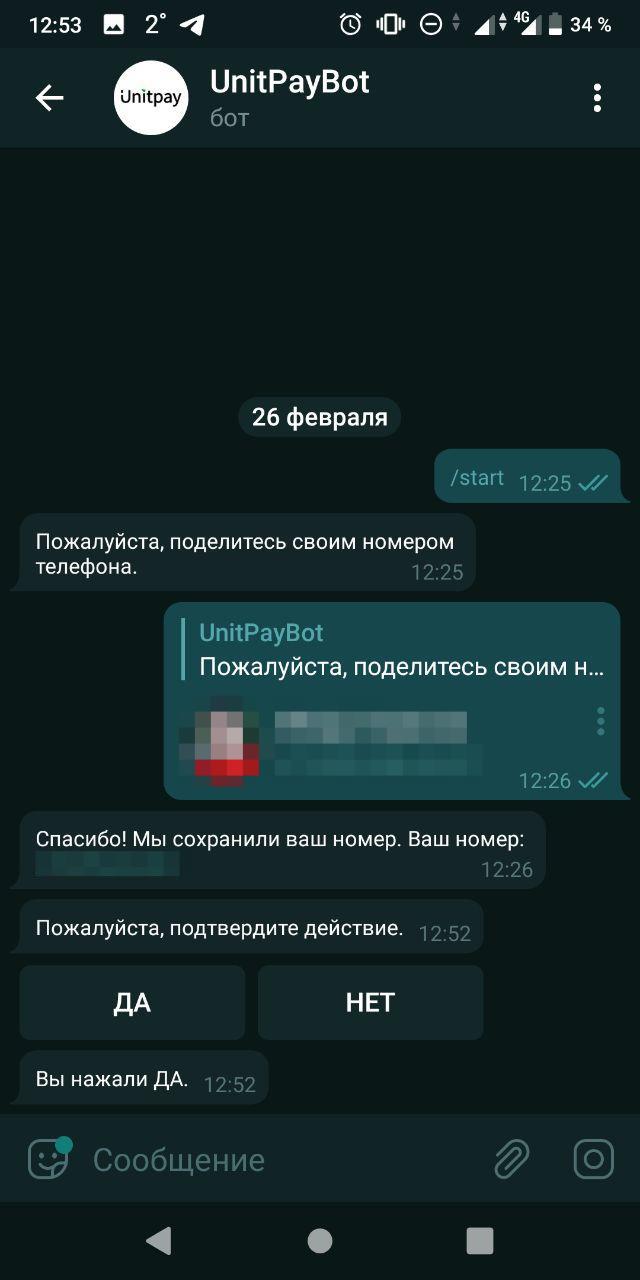 12:53 2° 4G 34 %
Unitpay
UnitPayBot
бот
26 февраля
/start 12:25
Пожалуйста, поделитесь своим номером
телефона. 12:25
UnitPayBot
Пожалуйста, поделитесь своим н...
12:26
Спасибо! Мы сохранили ваш номер. Ваш номер:
12:26
Пожалуйста, подтвердите действие. 12:52
ДА НЕТ
Вы нажали ДА. 12:52
Сообщение